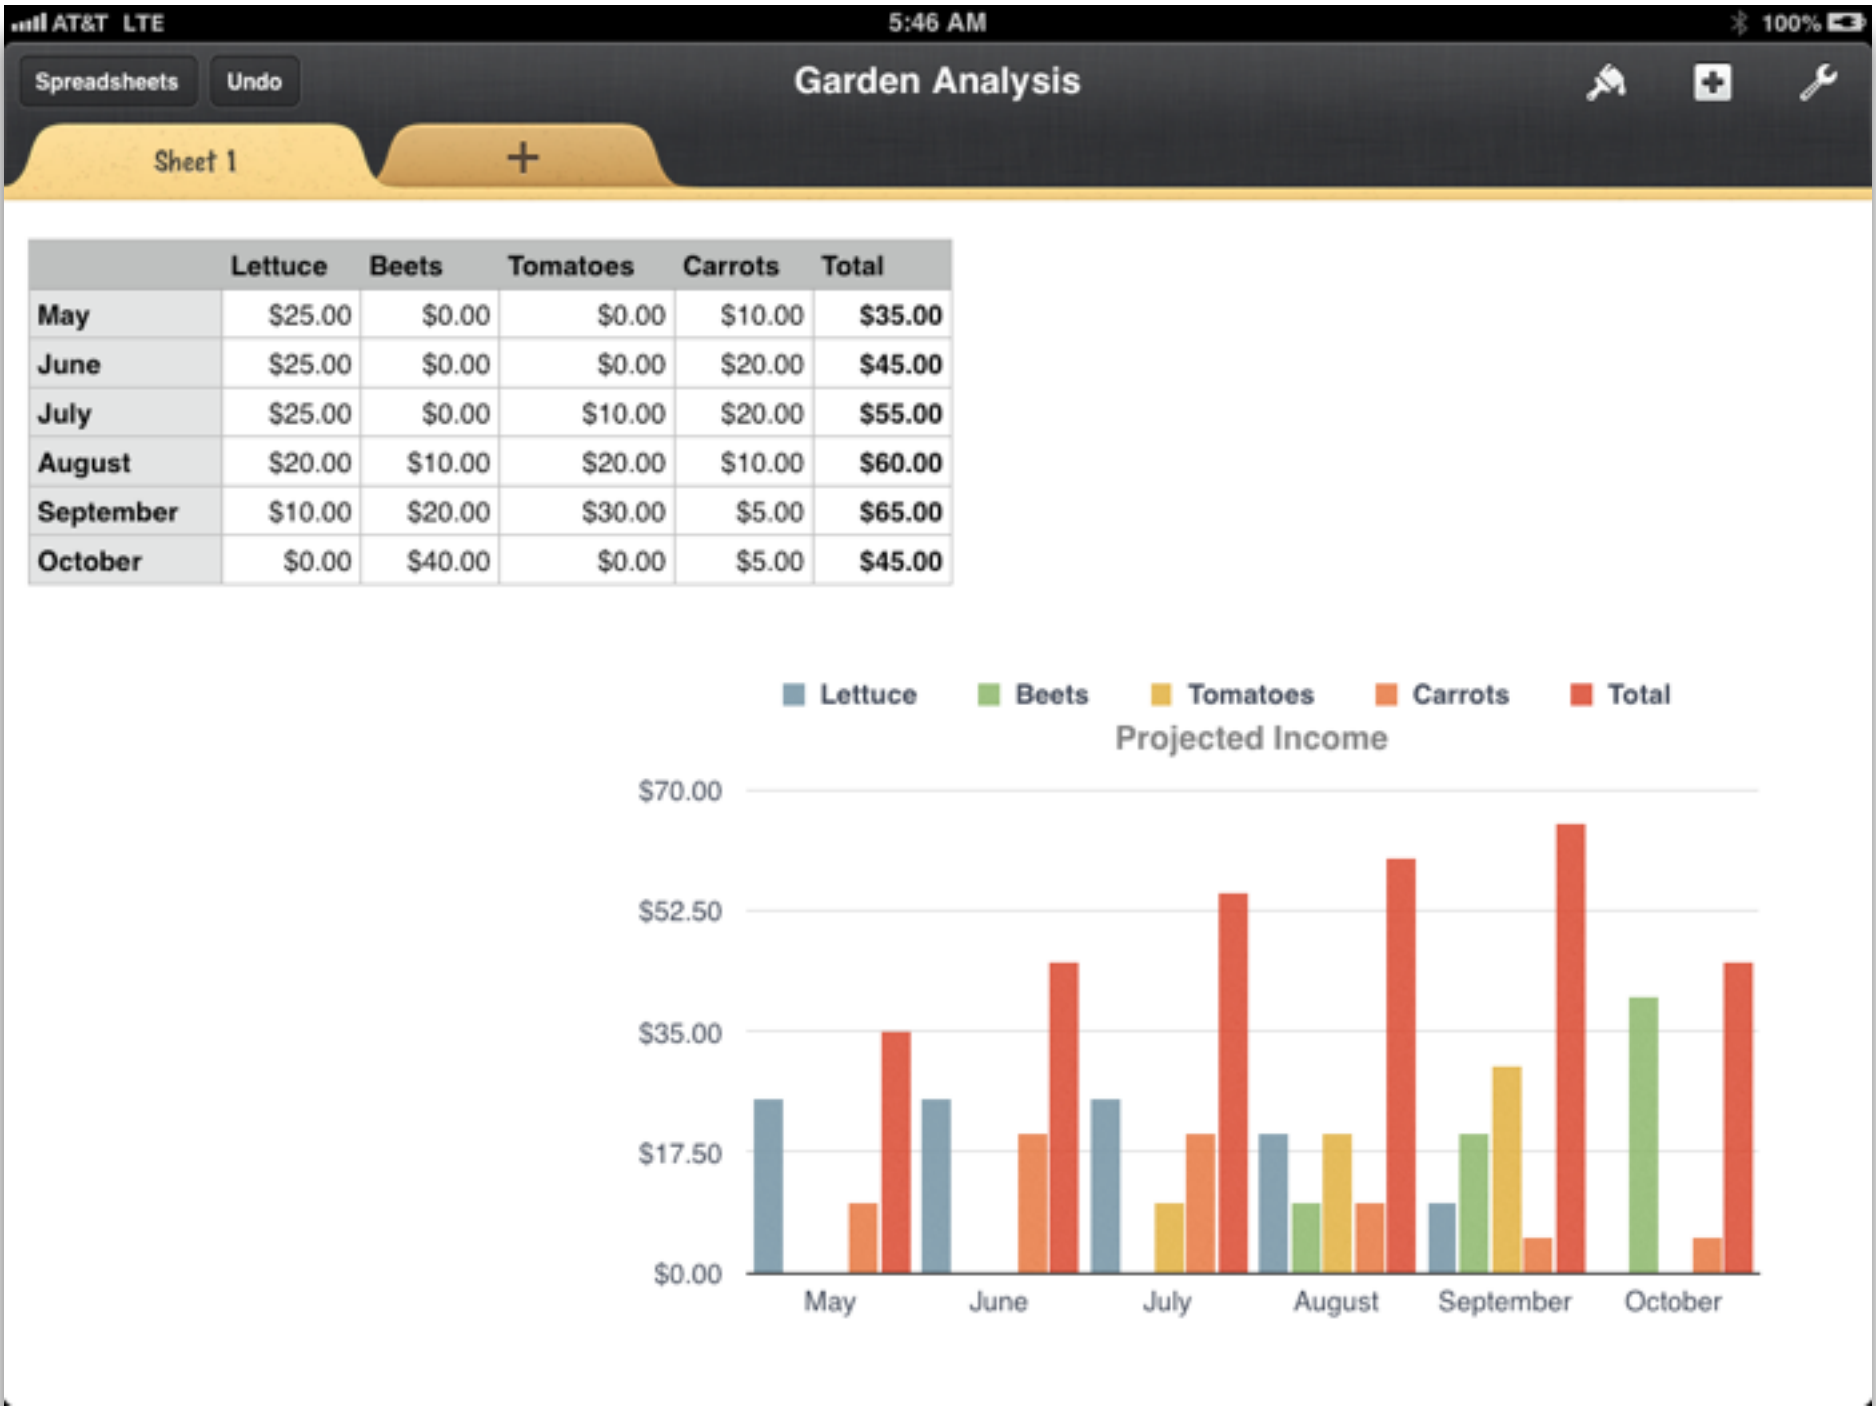 AT&T LTE 5:46 AM 100%
Spreadsheets Undo Garden Analysis
Sheet 1 +
Lettuce Beets Tomatoes Carrots Total
May $25.00 $0.00 $0.00 $10.00 $35.00
June $25.00 $0.00 $0.00 $20.00 $45.00
July $25.00 $0.00 $10.00 $20.00 $55.00
August $20.00 $10.00 $20.00 $10.00 $60.00
September $10.00 $20.00 $30.00 $5.00 $65.00
October $0.00 $40.00 $0.00 $5.00 $45.00
Lettuce Beets Tomatoes Carrots Total
Projected Income
$70.00
$52.50
$35.00
$17.50
$0.00
May June July August September October